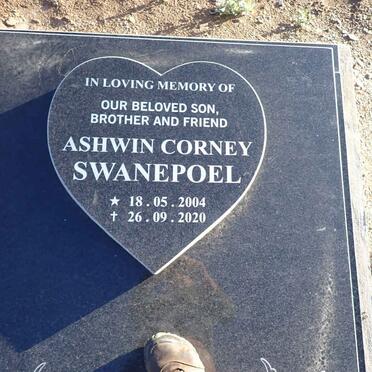 IN LOVING MEMORY OF
OUR BELOVED SON,
BROTHER AND FRIEND
ASHWIN CORNEY
SWANEPOEL
★ 18.05.2004
✝ 26.09.2020